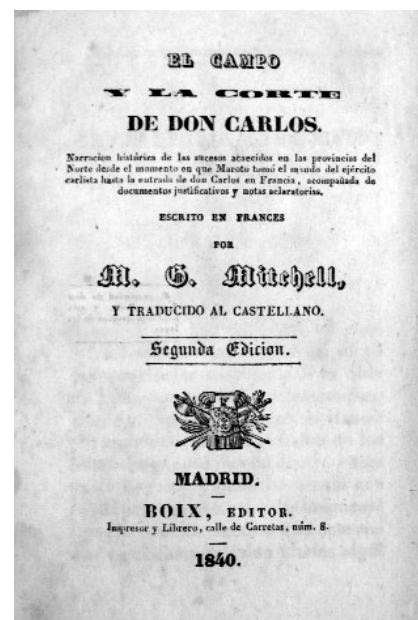 EL CAMPO
Y LA CORTE
DE DON CARLOS.
Narracion histórica de las sucesos acaecidos en las provincias del
Norte desde el momento en que Maroto tomó el mando del ejército
carlista hasta la entrada de don Carlos en Francia, acompañada de
documentos justificativos y notas aclaratorias.
ESCRITO EN FRANCES
POR
M. G. Mitchell,
Y TRADUCIDO AL CASTELLANO.
Segunda Edicion.
MADRID.
BOIX, EDITOR.
Impresor y Librero, calle de Carretas, núm. 8.
1840.